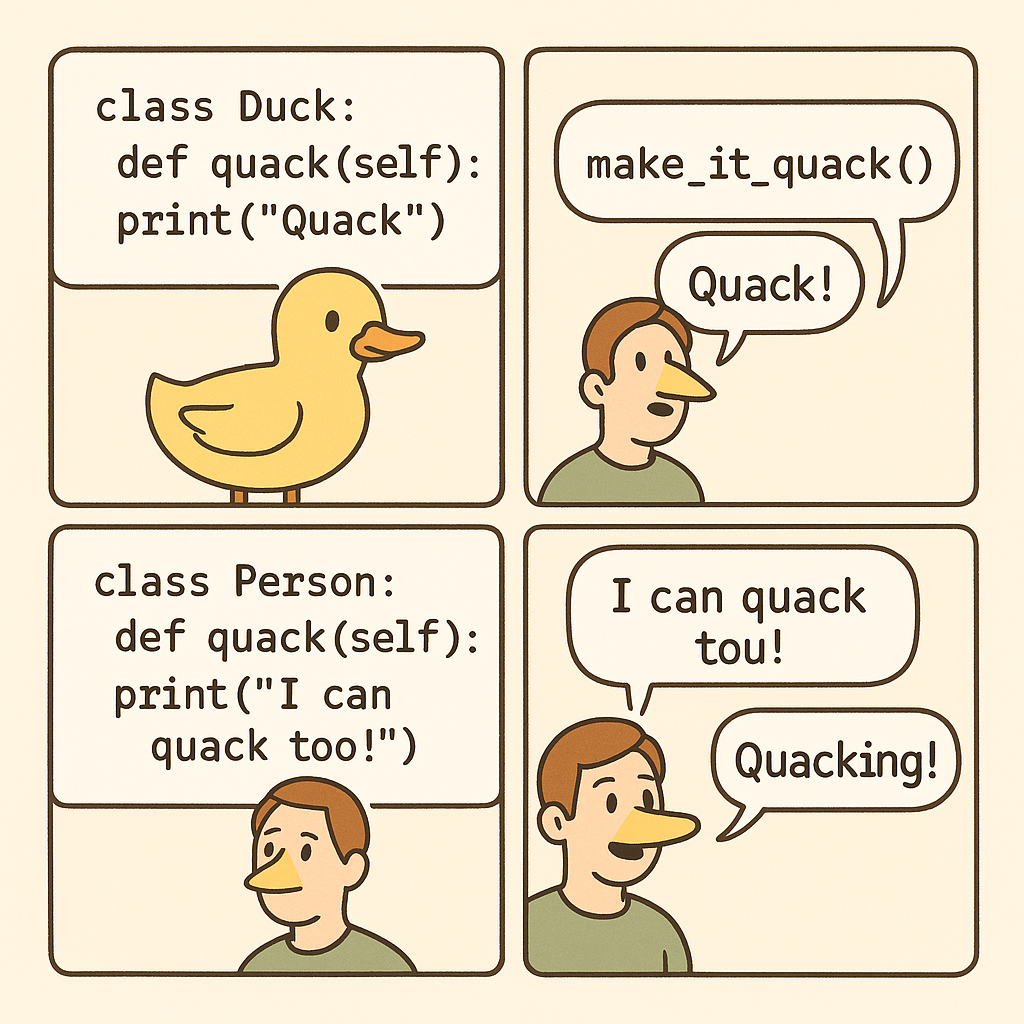 class Duck:
def quack(self):
print("Quack")
make_it_quack()
Quack!
class Person:
def quack(self):
print("I can
quack too!")
I can quack
tou!
Quacking!